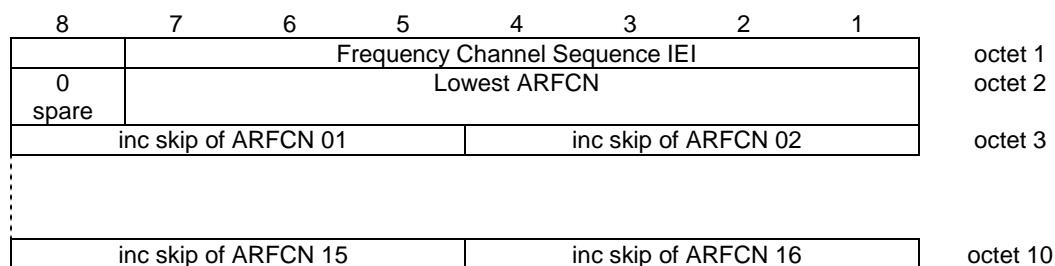 8 7 6 5 4 3 2 1
Frequency Channel Sequence IEI octet 1
0 Lowest ARFCN octet 2
spare
inc skip of ARFCN 01 inc skip of ARFCN 02 octet 3
inc skip of ARFCN 15 inc skip of ARFCN 16 octet 10